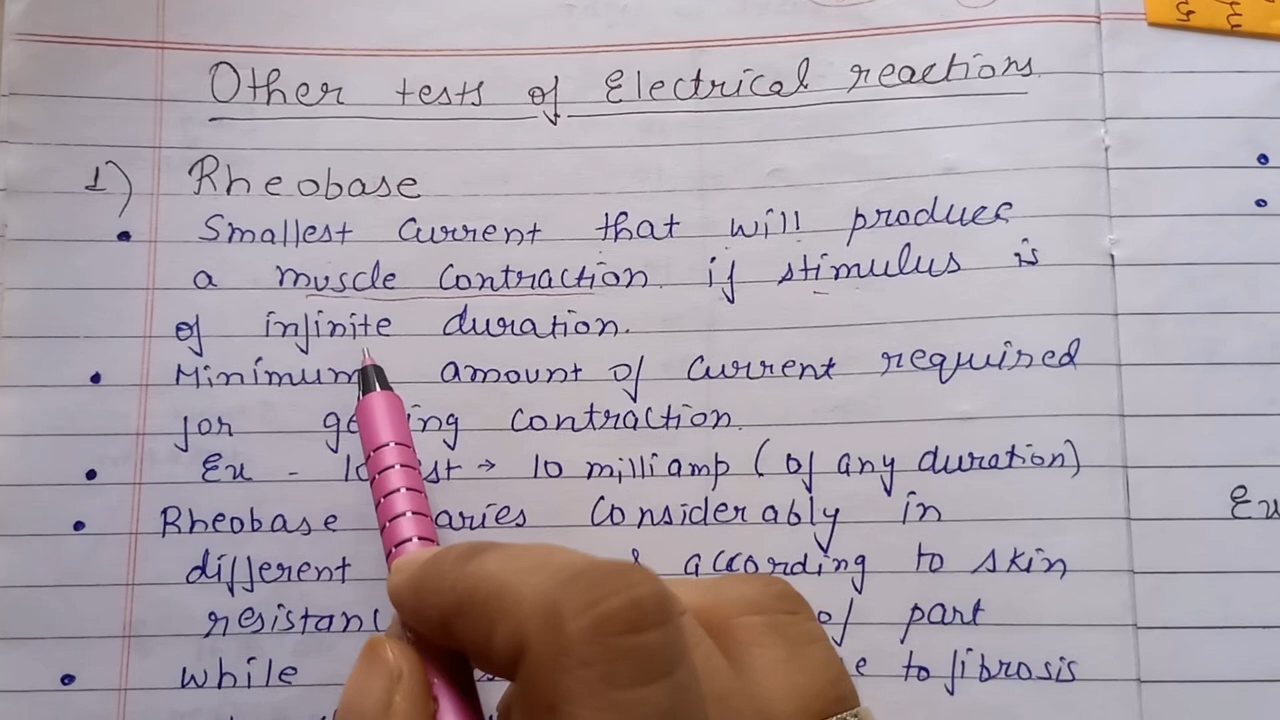 Other tests of Electrical reactions
1) Rheobase
• Smallest current that will produce
a muscle contraction if stimulus is
of infinite duration.
• Minimum amount of current required
for contraction.
• Ex - → 10 milliamp (of any duration)
• Rheobase considerably in
different according to skin
of part
• while to fibrosis
Ex